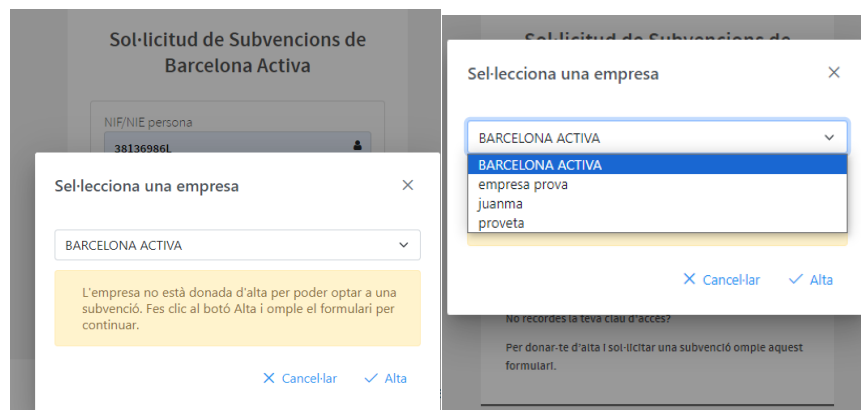 Sol·licitud de Subvencions de
Barcelona Activa
NIF/NIE persona
38136986L
Sel·lecciona una empresa
BARCELONA ACTIVA
L'empresa no està donada d'alta per poder optar a una
subvenció. Fes clic al botó Alta i omple el formulari per
continuar.
Cancel·lar
Alta
Sol·licitud de Subvencions de
Sel·lecciona una empresa
BARCELONA ACTIVA
BARCELONA ACTIVA
empresa prova
juanma
proveta
Cancel·lar
Alta
No recordes la teva clau d'accés?
Per donar-te d'alta i sol·licitar una subvenció omple aquest
formulari.